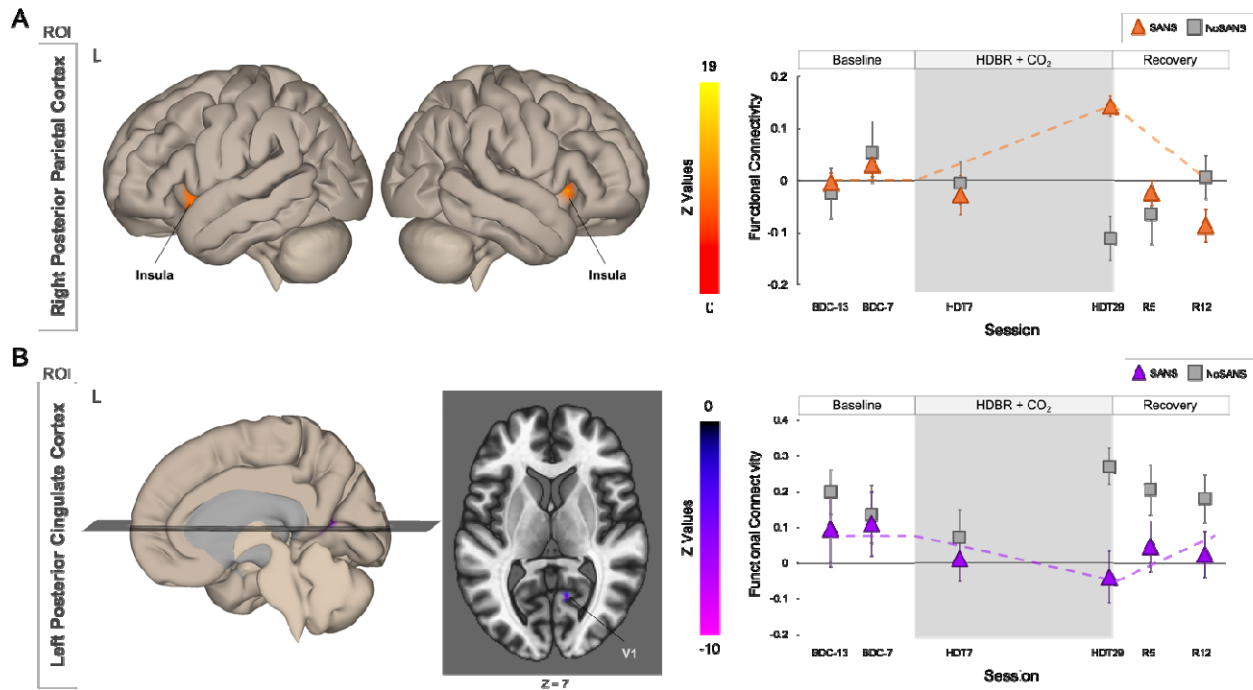 A
ROI
Right Posterior Parietal Cortex
L
Insula
Insula
19
Z Values
0
SANS
NoSANS
Baseline
HDBR + CO₂
Recovery
Functional Connectivity
0.2
0.1
0
-0.1
-0.2
BDC-13
BDC-7
HDT7
HDT29
R5
R12
Session
B
ROI
Left Posterior Cingulate Cortex
L
V1
Z = 7
0
Z Values
-10
SANS
NoSANS
Baseline
HDBR + CO₂
Recovery
Functional Connectivity
0.4
0.3
0.2
0.1
0
-0.1
-0.2
BDC-13
BDC-7
HDT7
HDT29
R5
R12
Session